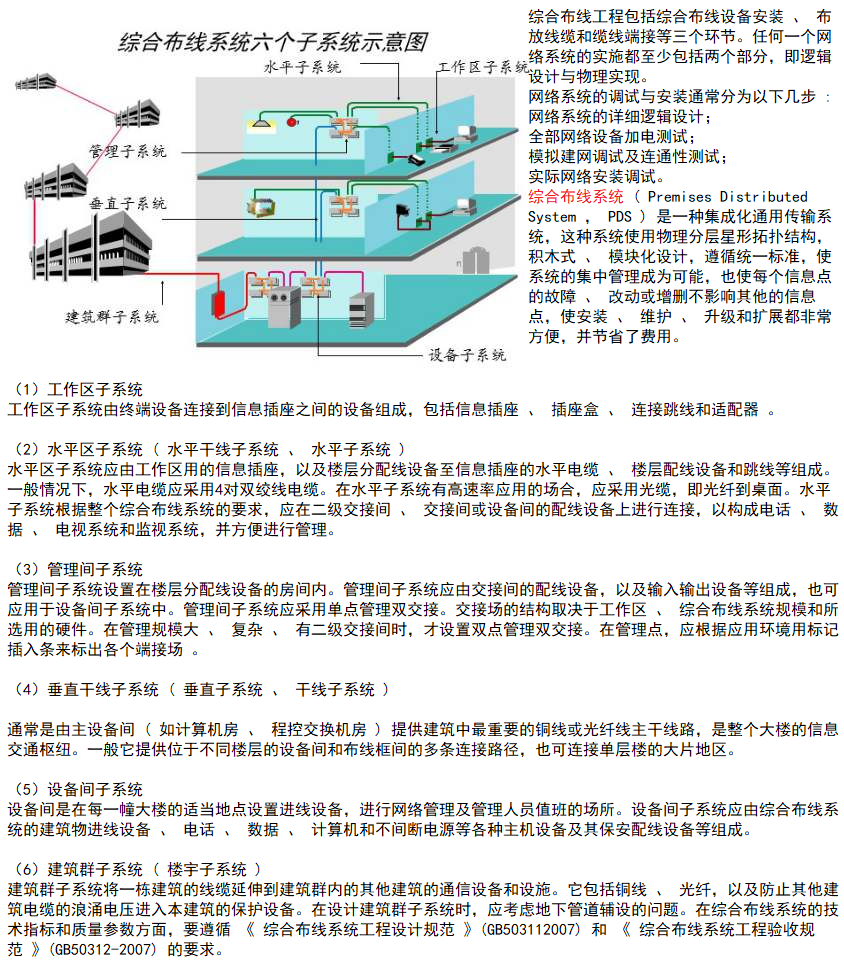 综合布线系统六个子系统示意图
水平子系统
工作区子系统
管理子系统
垂直子系统
建筑群子系统
设备子系统
综合布线工程包括综合布线设备安装 、 布
放线缆和缆线端接等三个环节。任何一个网
络系统的实施都至少包括两个部分，即逻辑
设计与物理实现。
网络系统的调试与安装通常分为以下几步 :
网络系统的详细逻辑设计；
全部网络设备加电测试；
模拟建网调试及连通性测试；
实际网络安装调试。
综合布线系统 ( Premises Distributed
System , PDS ) 是一种集成化通用传输系
统，这种系统使用物理分层星形拓扑结构，
积木式 、 模块化设计，遵循统一标准，使
系统的集中管理成为可能，也使每个信息点
的故障 、 改动或增删不影响其他的信息
点，使安装 、 维护 、 升级和扩展都非常
方便，并节省了费用。
（1）工作区子系统
工作区子系统由终端设备连接到信息插座之间的设备组成，包括信息插座 、 插座盒 、 连接跳线和适配器 。
（2）水平区子系统 ( 水平干线子系统 、 水平子系统 )
水平区子系统应由工作区用的信息插座，以及楼层分配线设备至信息插座的水平电缆 、 楼层配线设备和跳线等组成。
一般情况下，水平电缆应采用4对双绞线电缆。在水平子系统有高速率应用的场合，应采用光缆，即光纤到桌面。水平
子系统根据整个综合布线系统的要求，应在二级交接间 、 交接间或设备间的配线设备上进行连接，以构成电话 、 数
据 、 电视系统和监视系统，并方便进行管理。
（3）管理间子系统
管理间子系统设置在楼层分配线设备的房间内。管理间子系统应由交接间的配线设备，以及输入输出设备等组成，也可
应用于设备间子系统中。管理间子系统应采用单点管理双交接。交接场的结构取决于工作区 、 综合布线系统规模和所
选用的硬件。在管理规模大 、 复杂 、 有二级交接间时，才设置双点管理双交接。在管理点，应根据应用环境用标记
插入条来标出各个端接场 。
（4）垂直干线子系统 ( 垂直子系统 、 干线子系统 )
通常是由主设备间 ( 如计算机房 、 程控交换机房 ) 提供建筑中最重要的铜线或光纤线主干线路，是整个大楼的信息
交通枢纽。一般它提供位于不同楼层的设备间和布线框间的多条连接路径，也可连接单层楼的大片地区。
（5）设备间子系统
设备间是在每一幢大楼的适当地点设置进线设备，进行网络管理及管理人员值班的场所。设备间子系统应由综合布线系
统的建筑物进线设备 、 电话 、 数据 、 计算机和不间断电源等各种主机设备及其保安配线设备等组成。
（6）建筑群子系统 ( 楼宇子系统 )
建筑群子系统将一栋建筑的线缆延伸到建筑群内的其他建筑的通信设备和设施。它包括铜线 、 光纤，以及防止其他建
筑电缆的浪涌电压进入本建筑的保护设备。在设计建筑群子系统时，应考虑地下管道辅设的问题。在综合布线系统的技
术指标和质量参数方面，要遵循 《 综合布线系统工程设计规范 》(GB503112007) 和 《 综合布线系统工程验收规
范 》(GB50312-2007) 的要求。